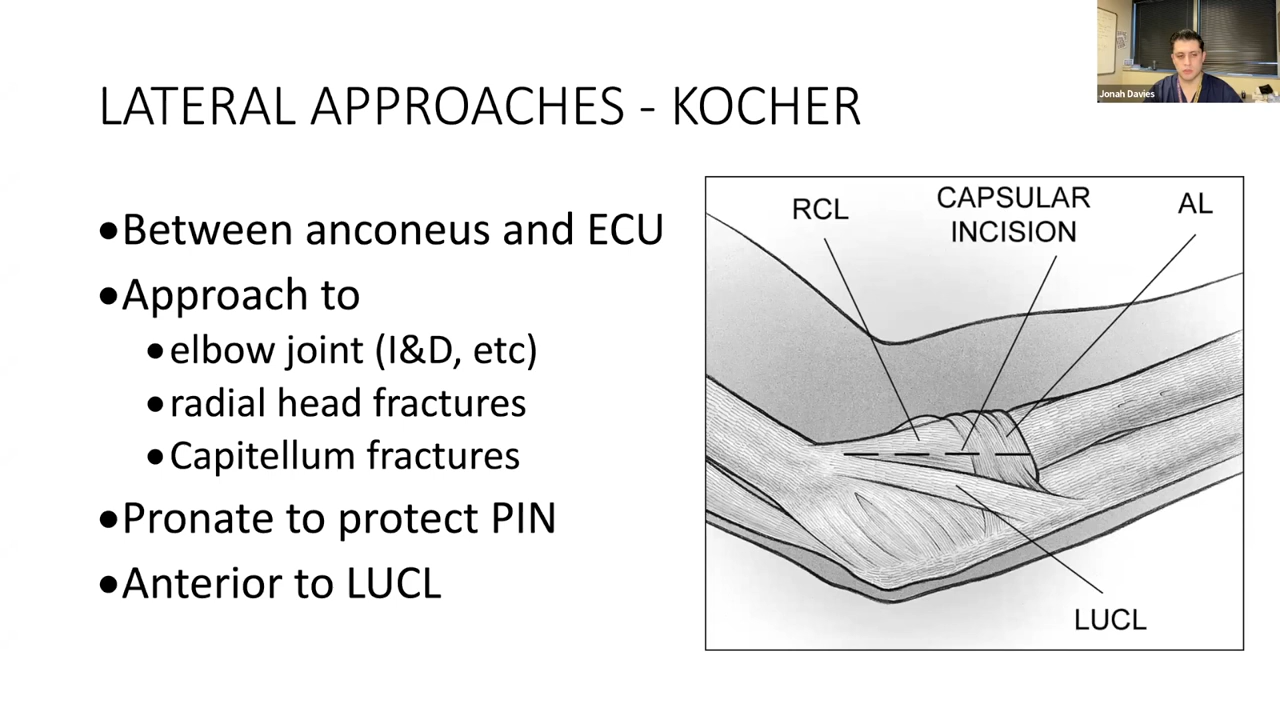 Jonah Davies
LATERAL APPROACHES - KOCHER
•Between anconeus and ECU
•Approach to
•elbow joint (I&D, etc)
•radial head fractures
•Capitellum fractures
•Pronate to protect PIN
•Anterior to LUCL
RCL
CAPSULAR
INCISION
AL
LUCL